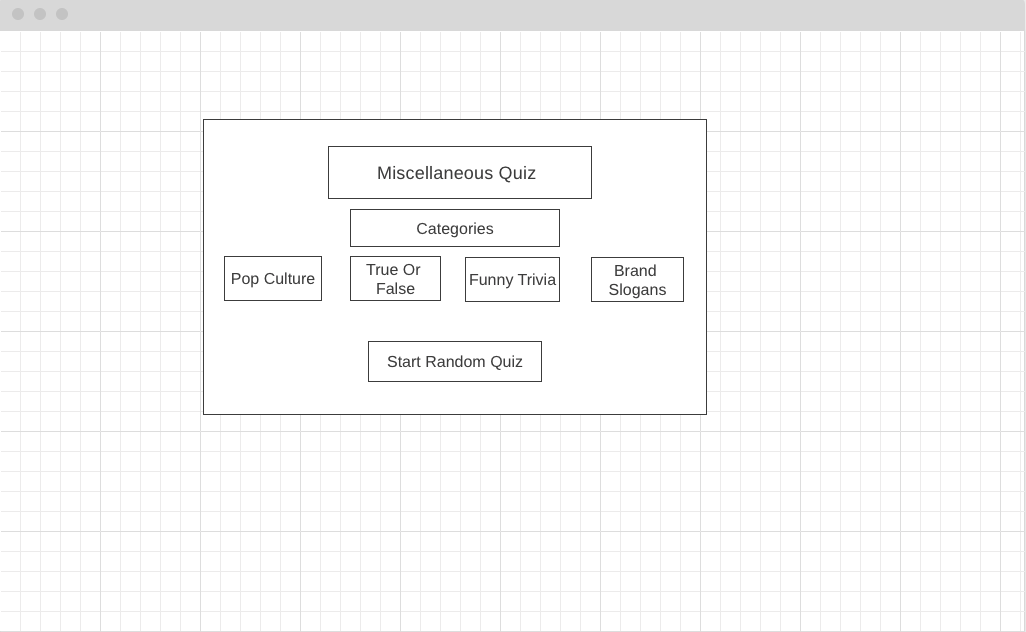 Miscellaneous Quiz
Categories
Pop Culture
True Or
False
Funny Trivia
Brand
Slogans
Start Random Quiz